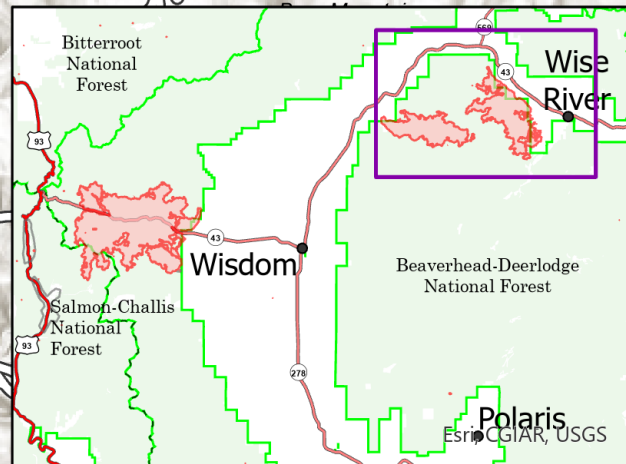 Bitterroot
National
Forest
569
43
Wise
River
93
43
Wisdom
Beaverhead-Deerlodge
National Forest
Salmon-Challis
National
Forest
93
278
Polaris
Esri, CGIAR, USGS